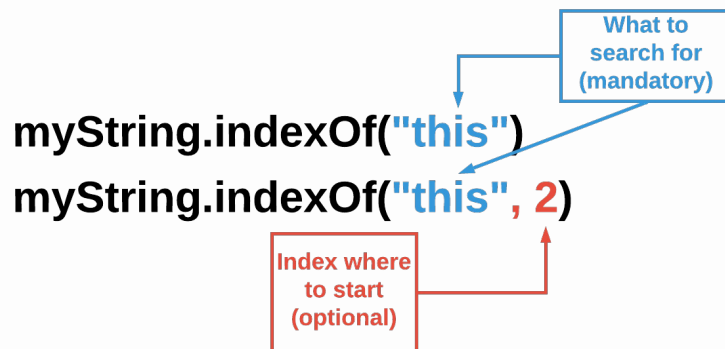 What to
search for
(mandatory)
myString.indexOf("this")
myString.indexOf("this", 2)
Index where
to start
(optional)